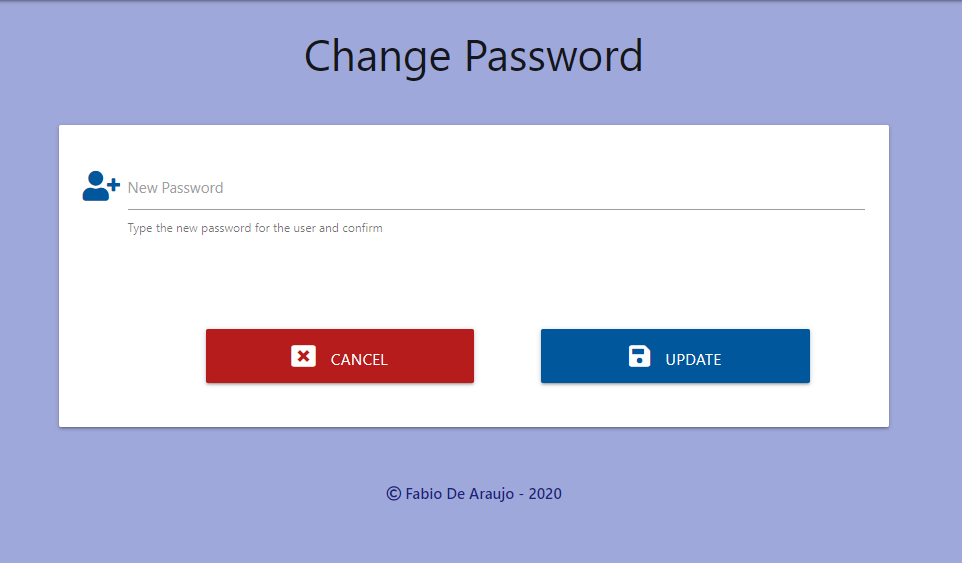 Change Password
New Password
Type the new password for the user and confirm
CANCEL
UPDATE
© Fabio De Araujo - 2020